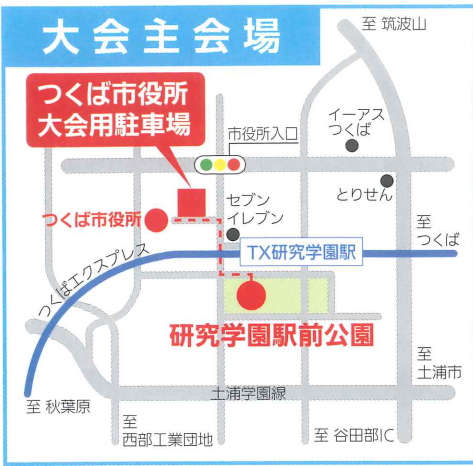 大会主会場
至 筑波山
つくば市役所
大会用駐車場
市役所入口
イーアス
つくば
とりせん
セブン
イレブン
つくば市役所
至
つくば
TX研究学園駅
つくばエクスプレス
研究学園駅前公園
至
土浦市
土浦学園線
至 秋葉原
至
西部工業団地
至 谷田部IC